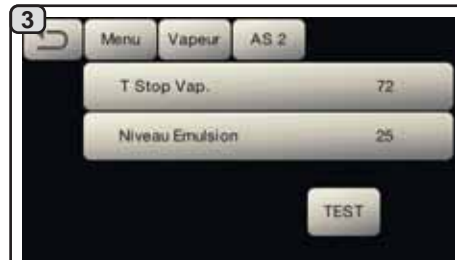 3
Menu Vapeur AS 2
T Stop Vap. 72
Niveau Emulsion 25
TEST